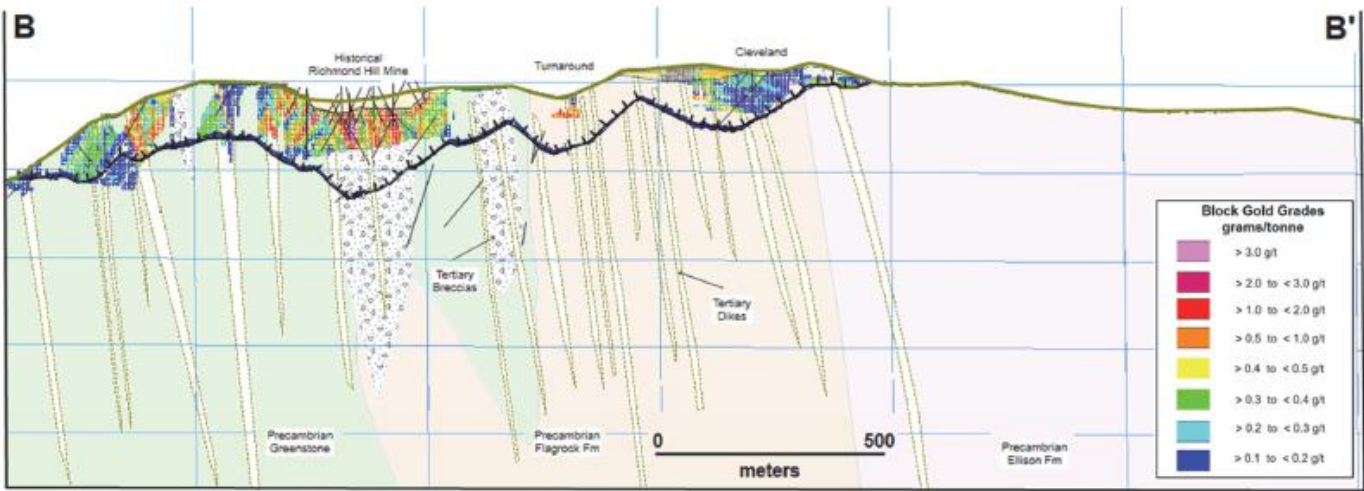 B
B'
Historical
Richmond Hill Mine
Turnaround
Cleveland
Tertiary
Breccias
Tertiary
Dikes
Precambrian
Greenstone
Precambrian
Flagrock Fm
Precambrian
Ellison Fm
0 500
meters
Block Gold Grades
grams/tonne
> 3.0 g/t
> 2.0 to < 3.0 g/t
> 1.0 to < 2.0 g/t
> 0.5 to < 1.0 g/t
> 0.4 to < 0.5 g/t
> 0.3 to < 0.4 g/t
> 0.2 to < 0.3 g/t
> 0.1 to < 0.2 g/t